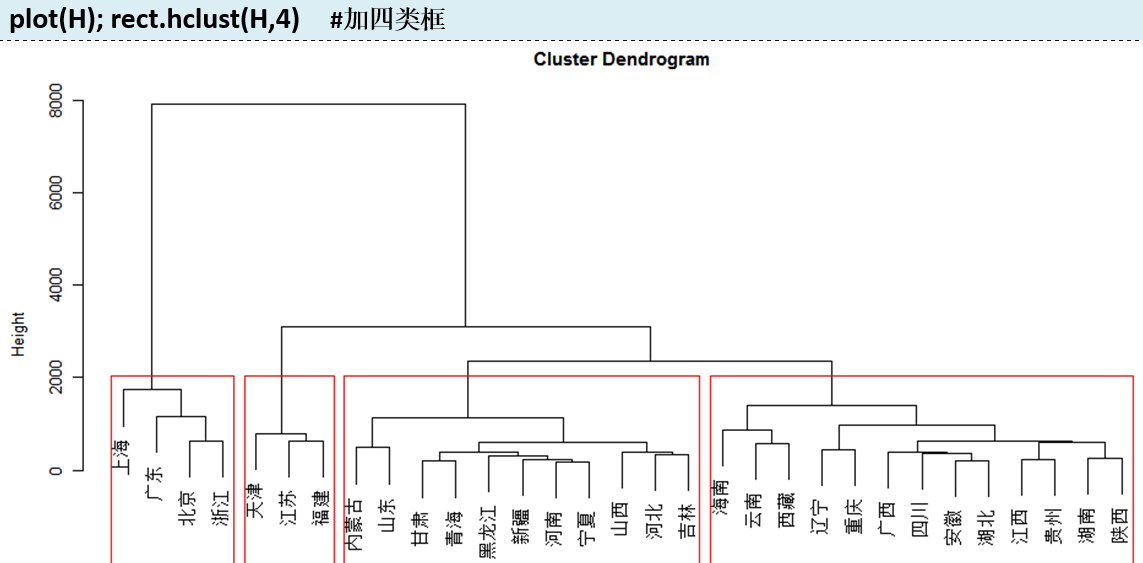 plot(H); rect.hclust(H,4) #加四类框
Cluster Dendrogram
Height
8000
6000
4000
2000
0
上海
广东
北京
浙江
天津
江苏
福建
内蒙古
山东
甘肃
青海
黑龙江
新疆
河南
宁夏
山西
河北
吉林
海南
云南
西藏
辽宁
重庆
广西
四川
安徽
湖北
江西
贵州
湖南
陕西